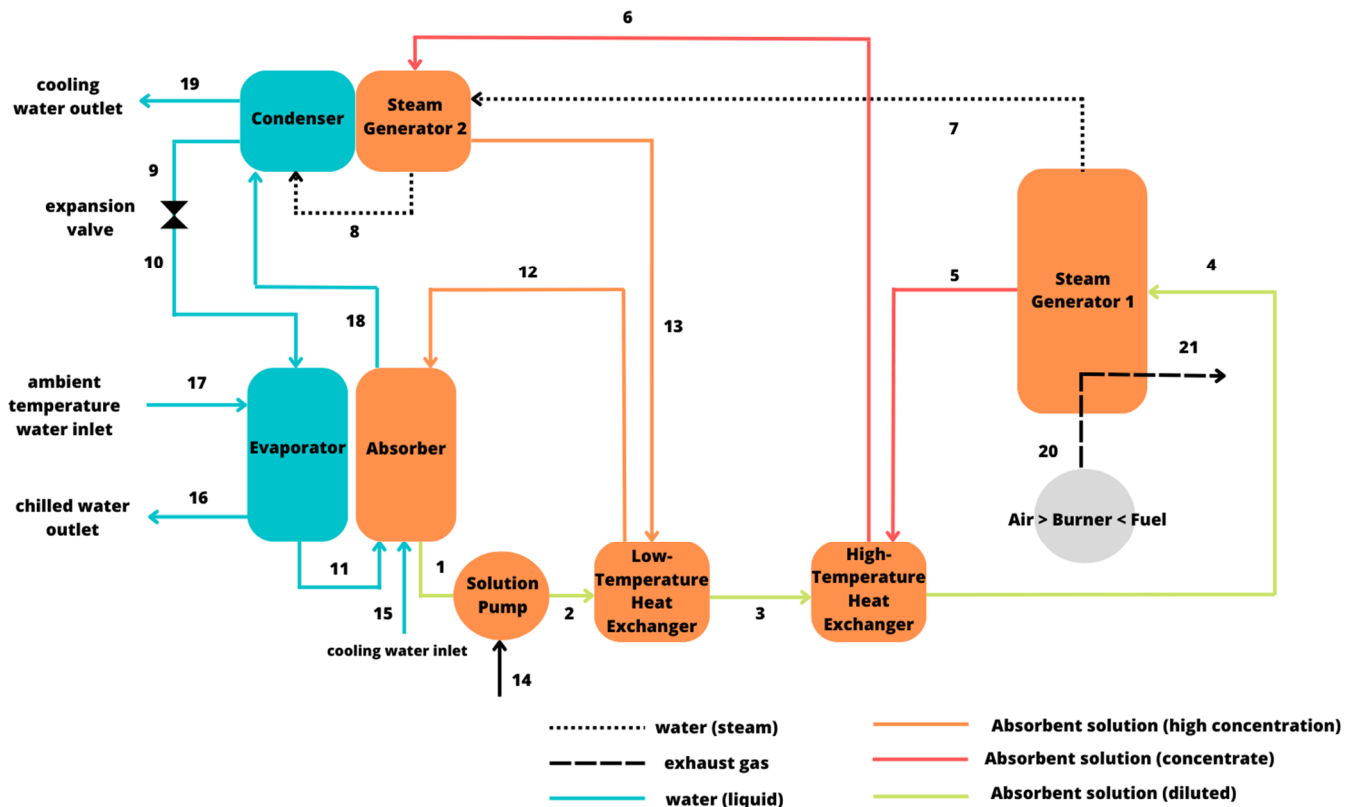 6
cooling
water outlet
19
Condenser
Steam
Generator 2
7
9
expansion
valve
8
10
12
5
4
Steam
Generator 1
18
13
21
ambient
temperature
water inlet
17
Evaporator
Absorber
20
chilled water
outlet
16
Air > Burner < Fuel
11
1
Solution
Pump
2
Low-
Temperature
Heat
Exchanger
3
High-
Temperature
Heat
Exchanger
15
cooling water inlet
14
water (steam)
exhaust gas
water (liquid)
Absorbent solution (high concentration)
Absorbent solution (concentrate)
Absorbent solution (diluted)